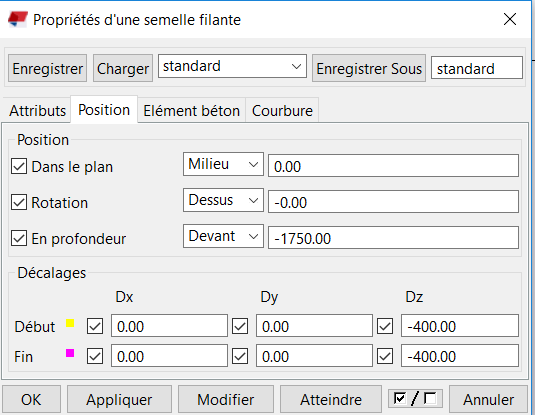 Propriétés d'une semelle filante
Enregistrer Charger standard Enregistrer Sous standard
Attributs Position Elément béton Courbure
Position
Dans le plan Milieu 0.00
Rotation Dessus -0.00
En profondeur Devant -1750.00
Décalages
Dx Dy Dz
Début 0.00 0.00 -400.00
Fin 0.00 0.00 -400.00
OK Appliquer Modifier Atteindre / Annuler